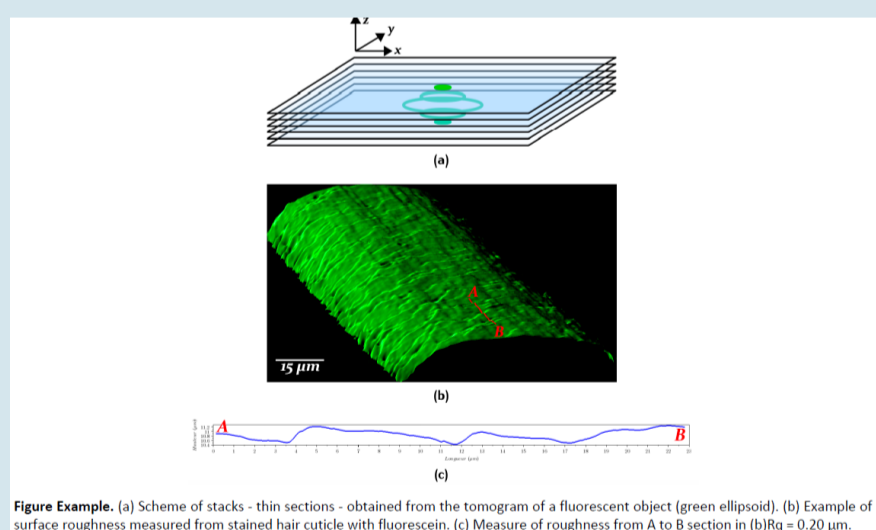 z
y
x
(a)
A
B
15 μm
(b)
A
B
0 1 2 3 4 5 6 7 8 9 10 11 12 13 14 15 16 17 18 19 20 21 22 23
(c)
Figure Example. (a) Scheme of stacks - thin sections - obtained from the tomogram of a fluorescent object (green ellipsoid). (b) Example of
surface roughness measured from stained hair cuticle with fluorescein. (c) Measure of roughness from A to B section in (b)Rq = 0.20 μm.